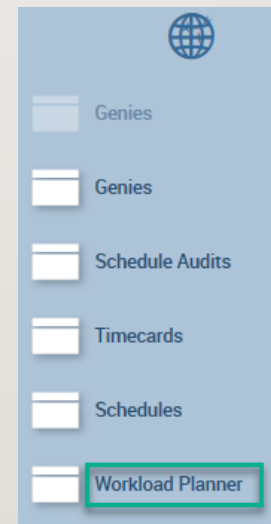 Genies
Genies
Schedule Audits
Timecards
Schedules
Workload Planner